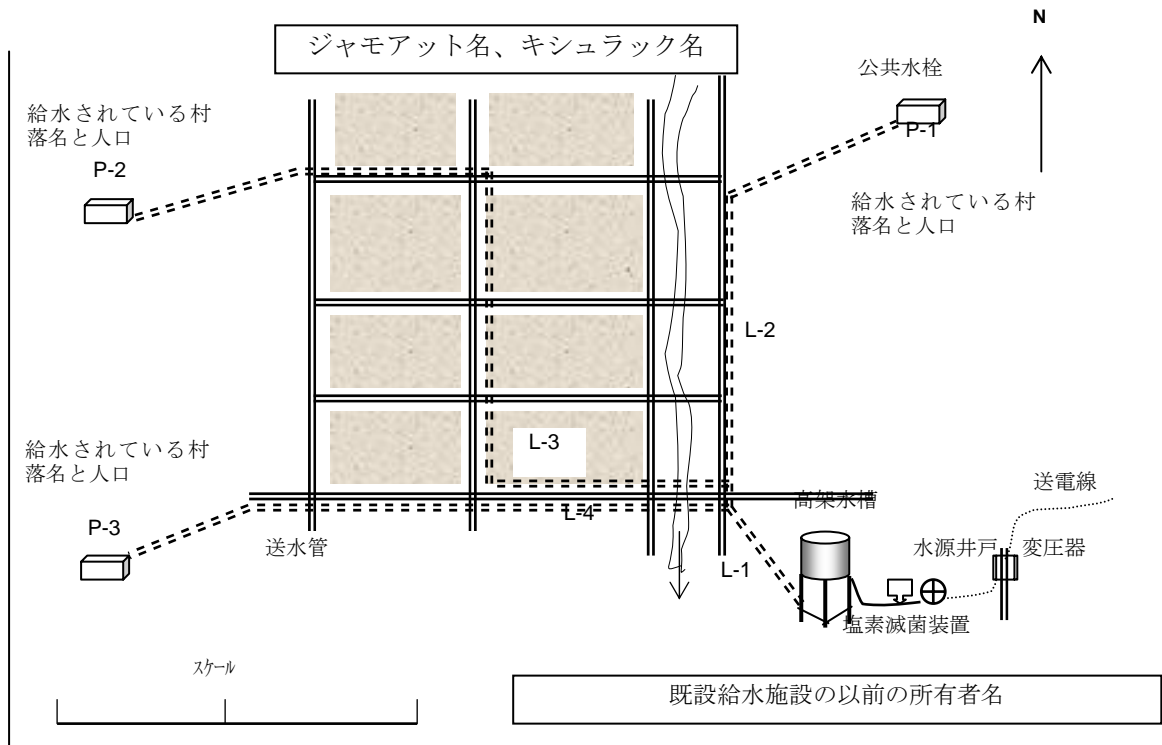 N
ジャモアット名、キシュラック名
公共水栓
P-1
給水されている村
落名と人口
P-2
給水されている村
落名と人口
L-2
給水されている村
落名と人口
L-3
P-3
L-4
送水管
L-1
高架水槽
送電線
水源井戸
変圧器
塩素滅菌装置
スケール
既設給水施設の以前の所有者名